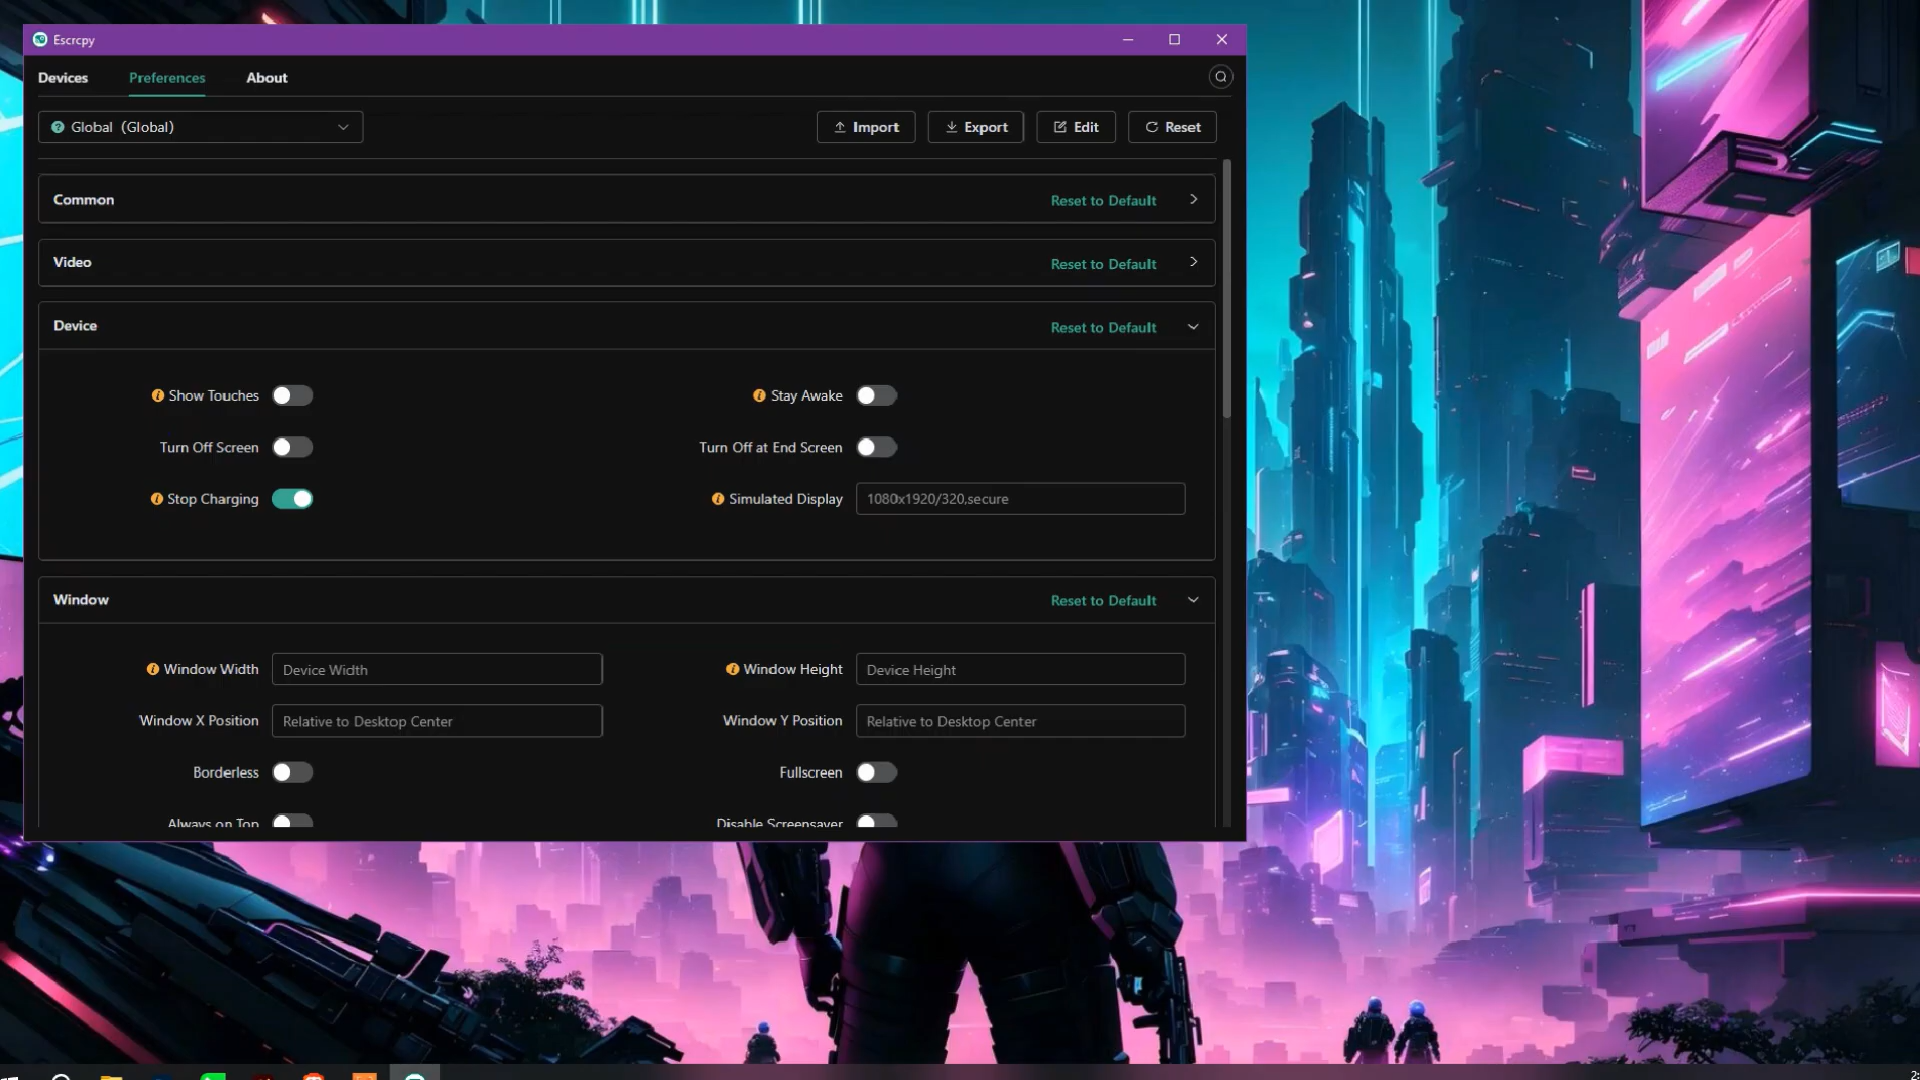 Escrcpy
Devices Preferences About
Global (Global) Import Export Edit Reset
Common Reset to Default
Video Reset to Default
Device Reset to Default
Show Touches Stay Awake
Turn Off Screen Turn Off at End Screen
Stop Charging Simulated Display 1080x1920/320,secure
Window Reset to Default
Window Width Device Width Window Height Device Height
Window X Position Relative to Desktop Center Window Y Position Relative to Desktop Center
Borderless Fullscreen
Always on Top Disable Screensaver